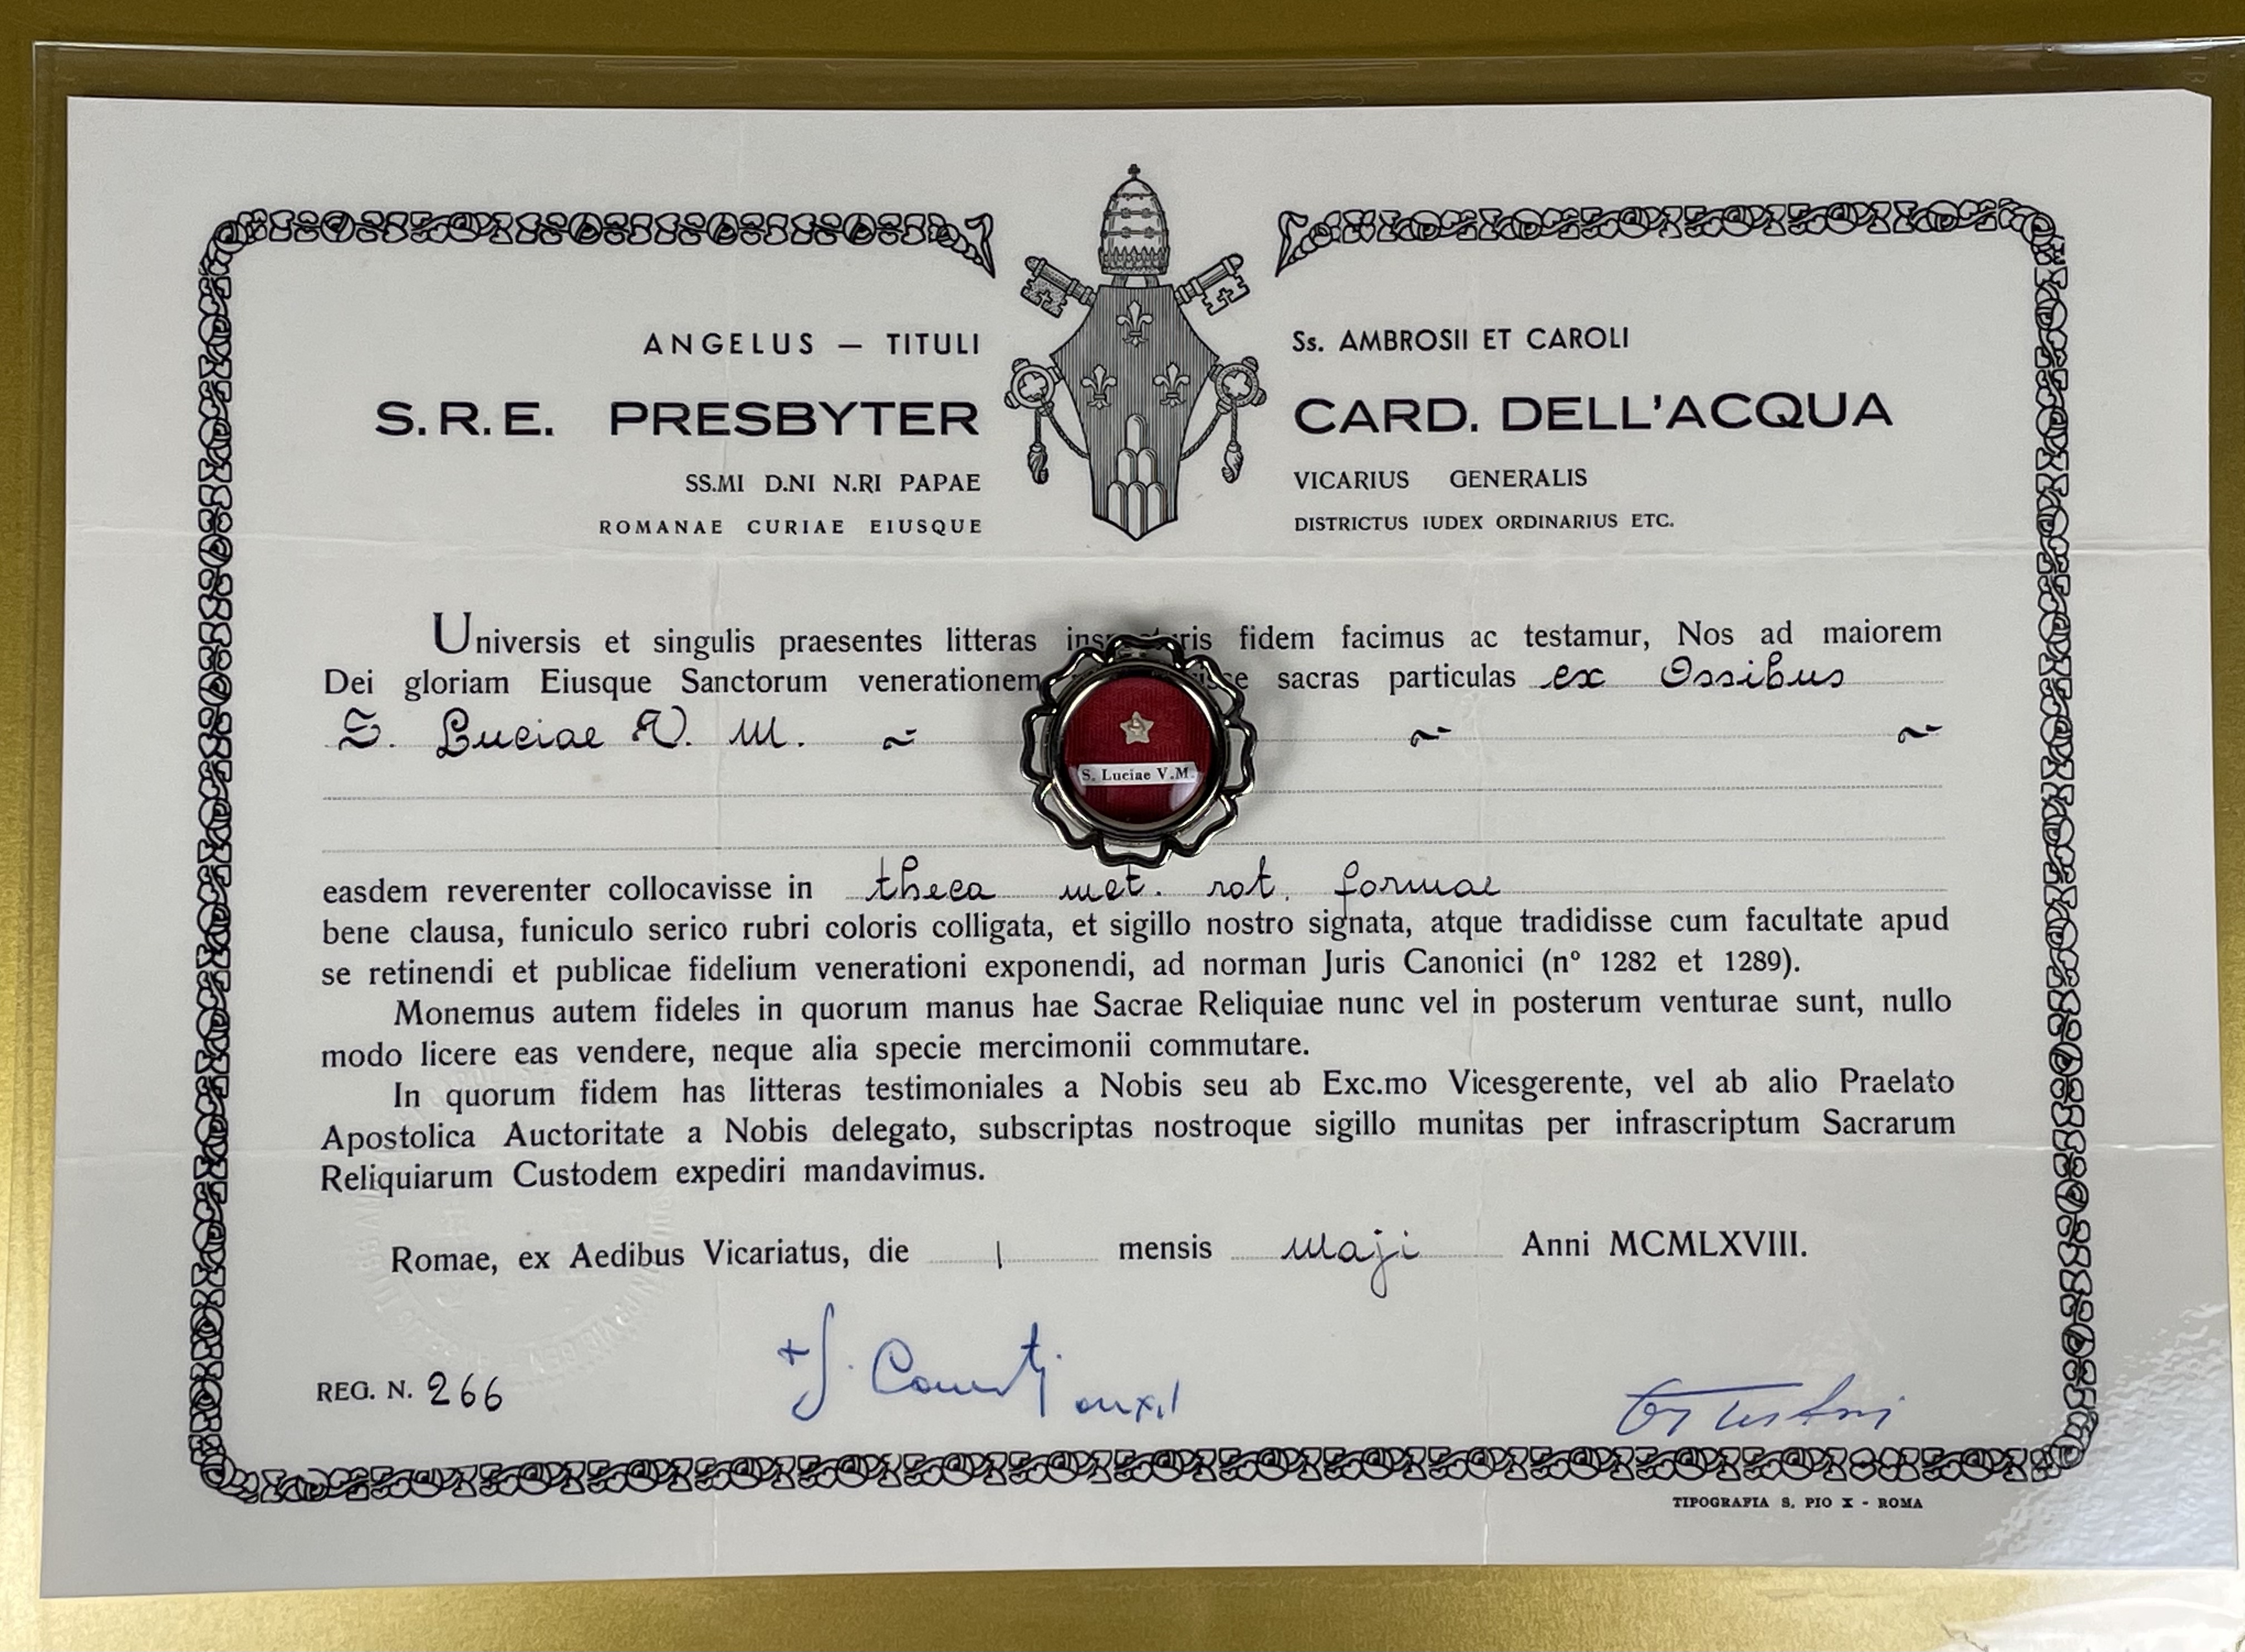 ANGELUS — TITULI Ss. AMBROSII ET CAROLI
S.R.E. PRESBYTER CARD. DELL'ACQUA
SS.MI D.NI N.RI PAPAE VICARIUS GENERALIS
ROMANAE CURIAE EIUSQUE DISTRICTUS IUDEX ORDINARIUS ETC.
Universis et singulis praesentes litteras fidem facimus ac testamur, Nos ad maiorem
Dei gloriam Eiusque Sanctorum venerationem sacras particulas ex Ossibus
S. Luciae V. M.
S. Luciae V.M.
easdem reverenter collocavisse in theca met. rot. formae
bene clausa, funiculo serico rubri coloris colligata, et sigillo nostro signata, atque tradidisse cum facultate apud
se retinendi et publicae fidelium venerationi exponendi, ad norman Juris Canonici (nº 1282 et 1289).
Monemus autem fideles in quorum manus hae Sacrae Reliquiae nunc vel in posterum venturae sunt, nullo
modo licere eas vendere, neque alia specie mercimonii commutare.
In quorum fidem has litteras testimoniales a Nobis seu ab Exc.mo Vicesgerente, vel ab alio Praelato
Apostolica Auctoritate a Nobis delegato, subscriptas nostroque sigillo munitas per infrascriptum Sacrarum
Reliquiarum Custodem expediri mandavimus.
Romae, ex Aedibus Vicariatus, die 1 mensis Maji Anni MCMLXVIII.
REG. N. 266
TIPOGRAFIA S. PIO X - ROMA